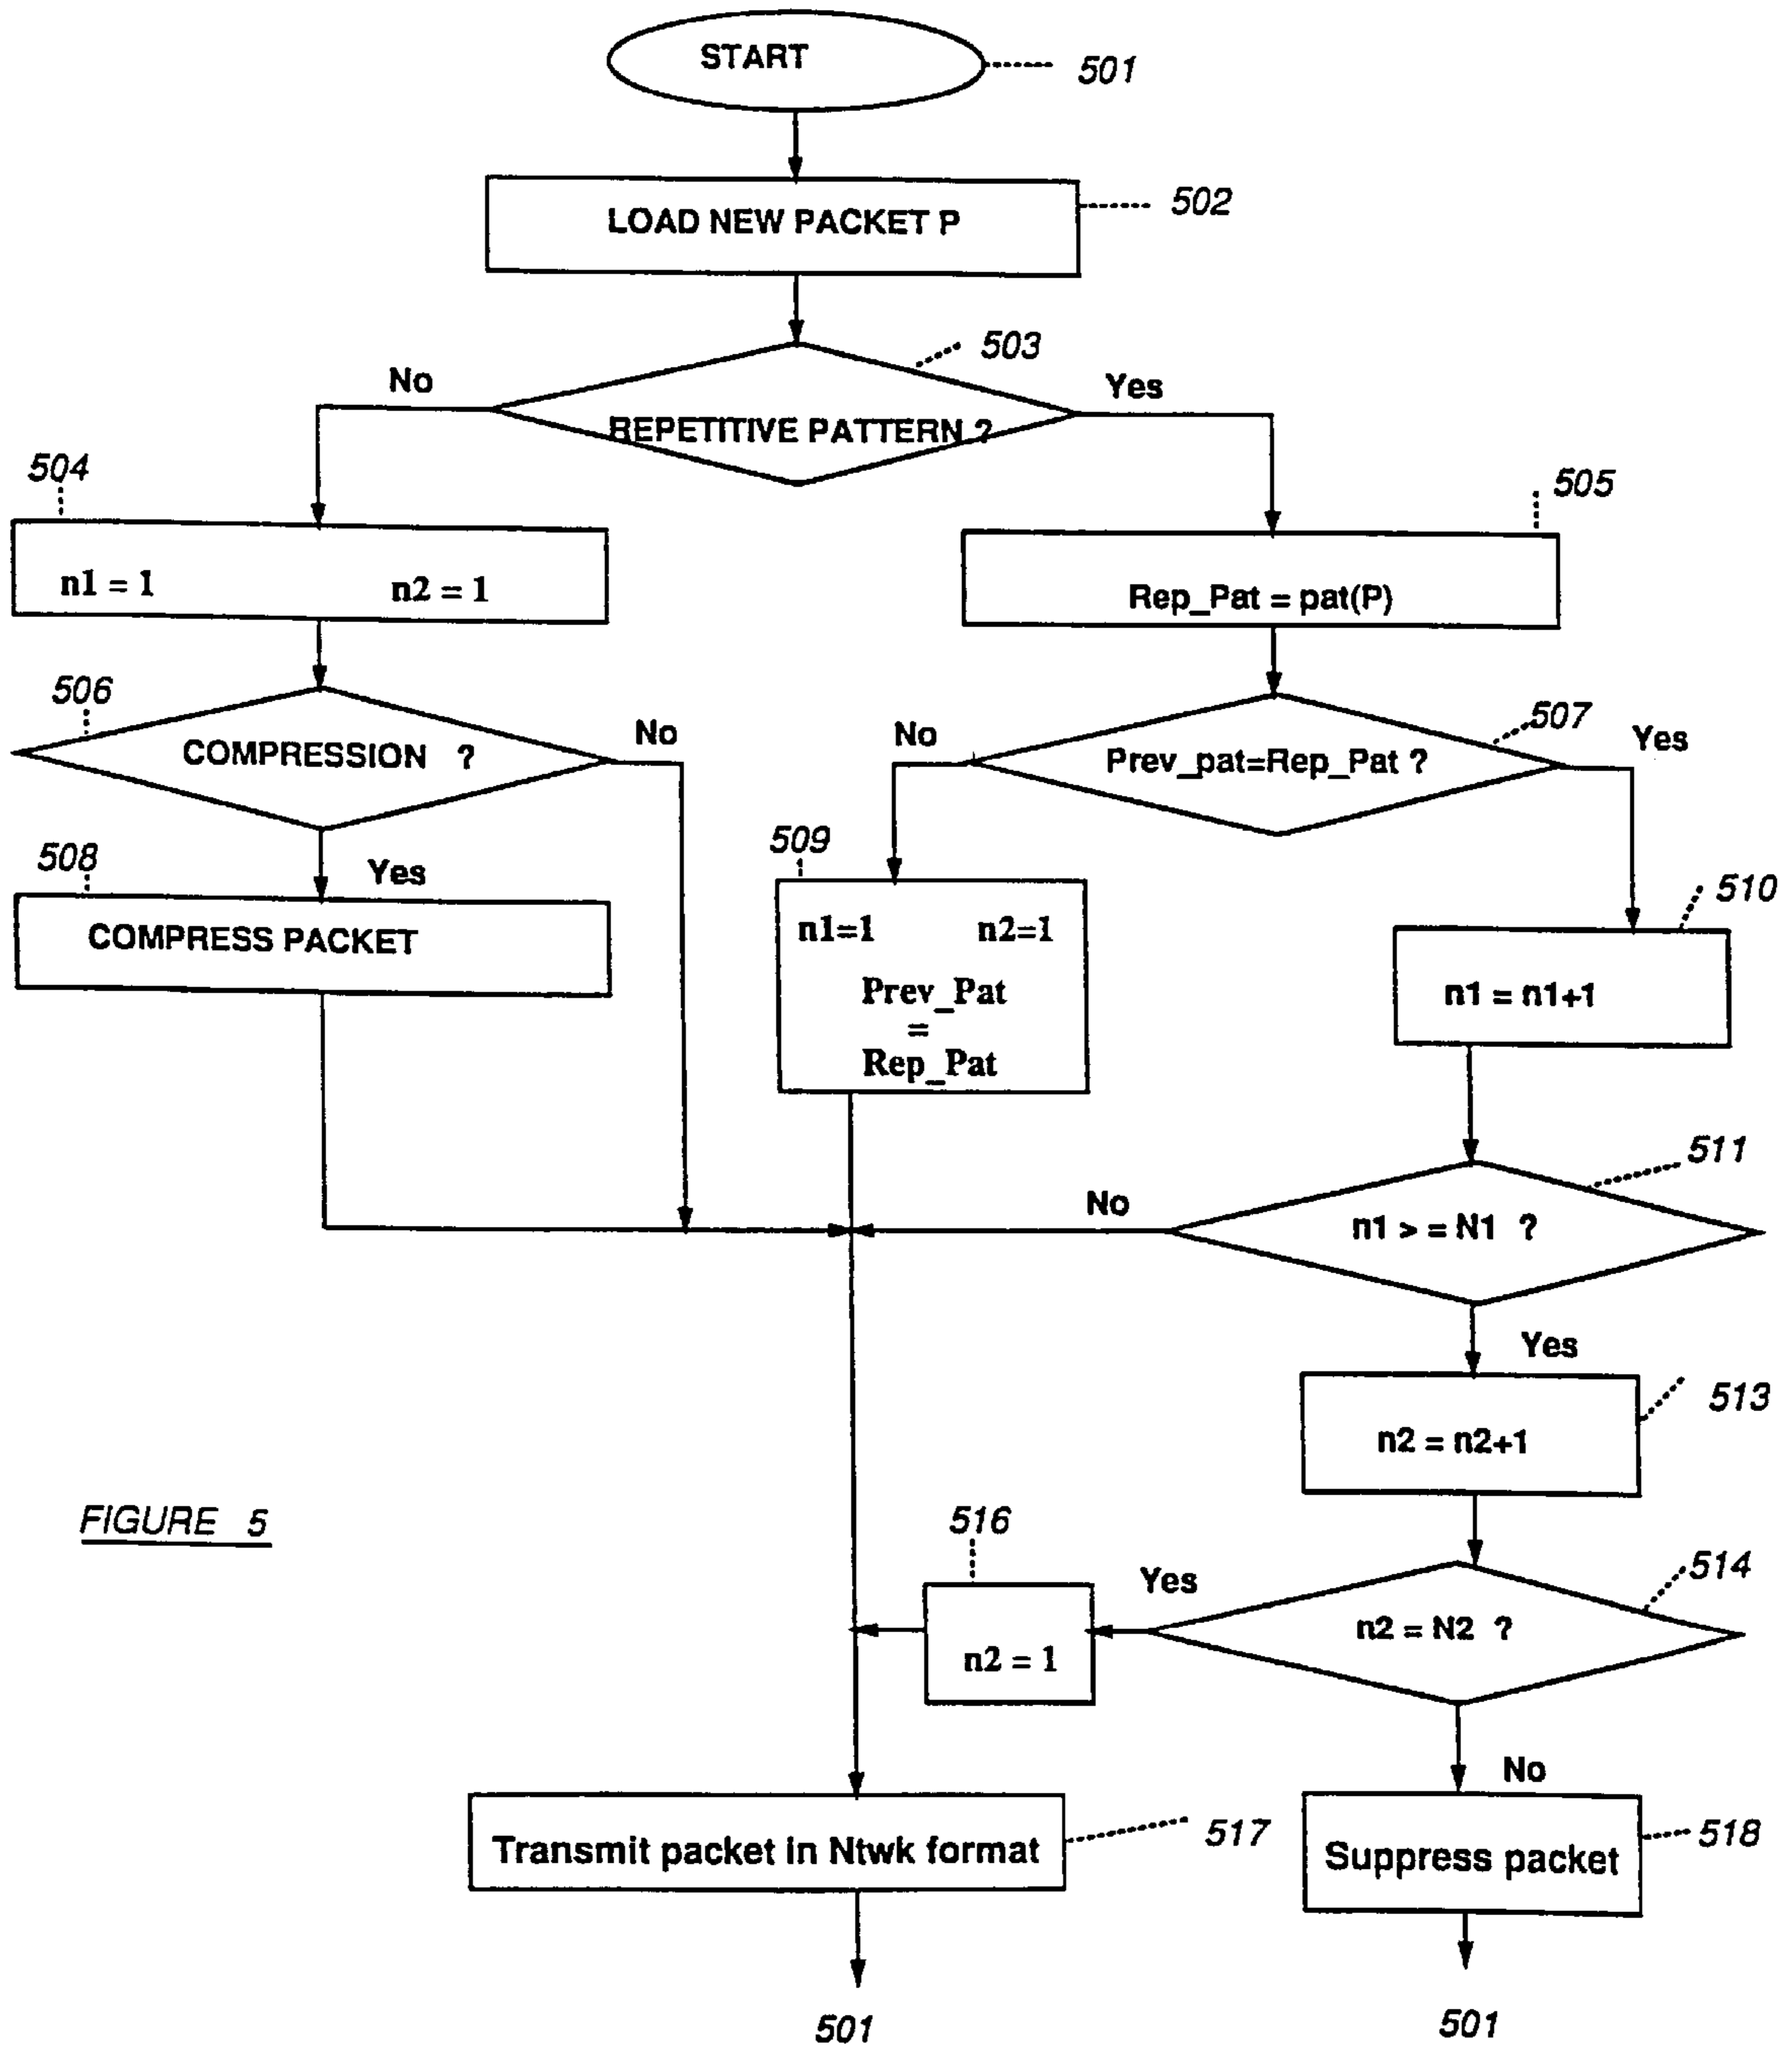 START
501
LOAD NEW PACKET P
502
503
No
Yes
REPETITIVE PATTERN ?
504
505
n1 = 1 n2 = 1
Rep_Pat = pat(P)
506
507
COMPRESSION ?
No
No
Prev_pat=Rep_Pat ?
Yes
508
Yes
509
510
COMPRESS PACKET
n1=1 n2=1
Prev_Pat
=
Rep_Pat
n1 = n1+1
511
No
n1 > = N1 ?
Yes
513
n2 = n2+1
FIGURE 5
516
514
Yes
n2 = N2 ?
n2 = 1
No
Transmit packet in Ntwk format
517
Suppress packet
518
501
501